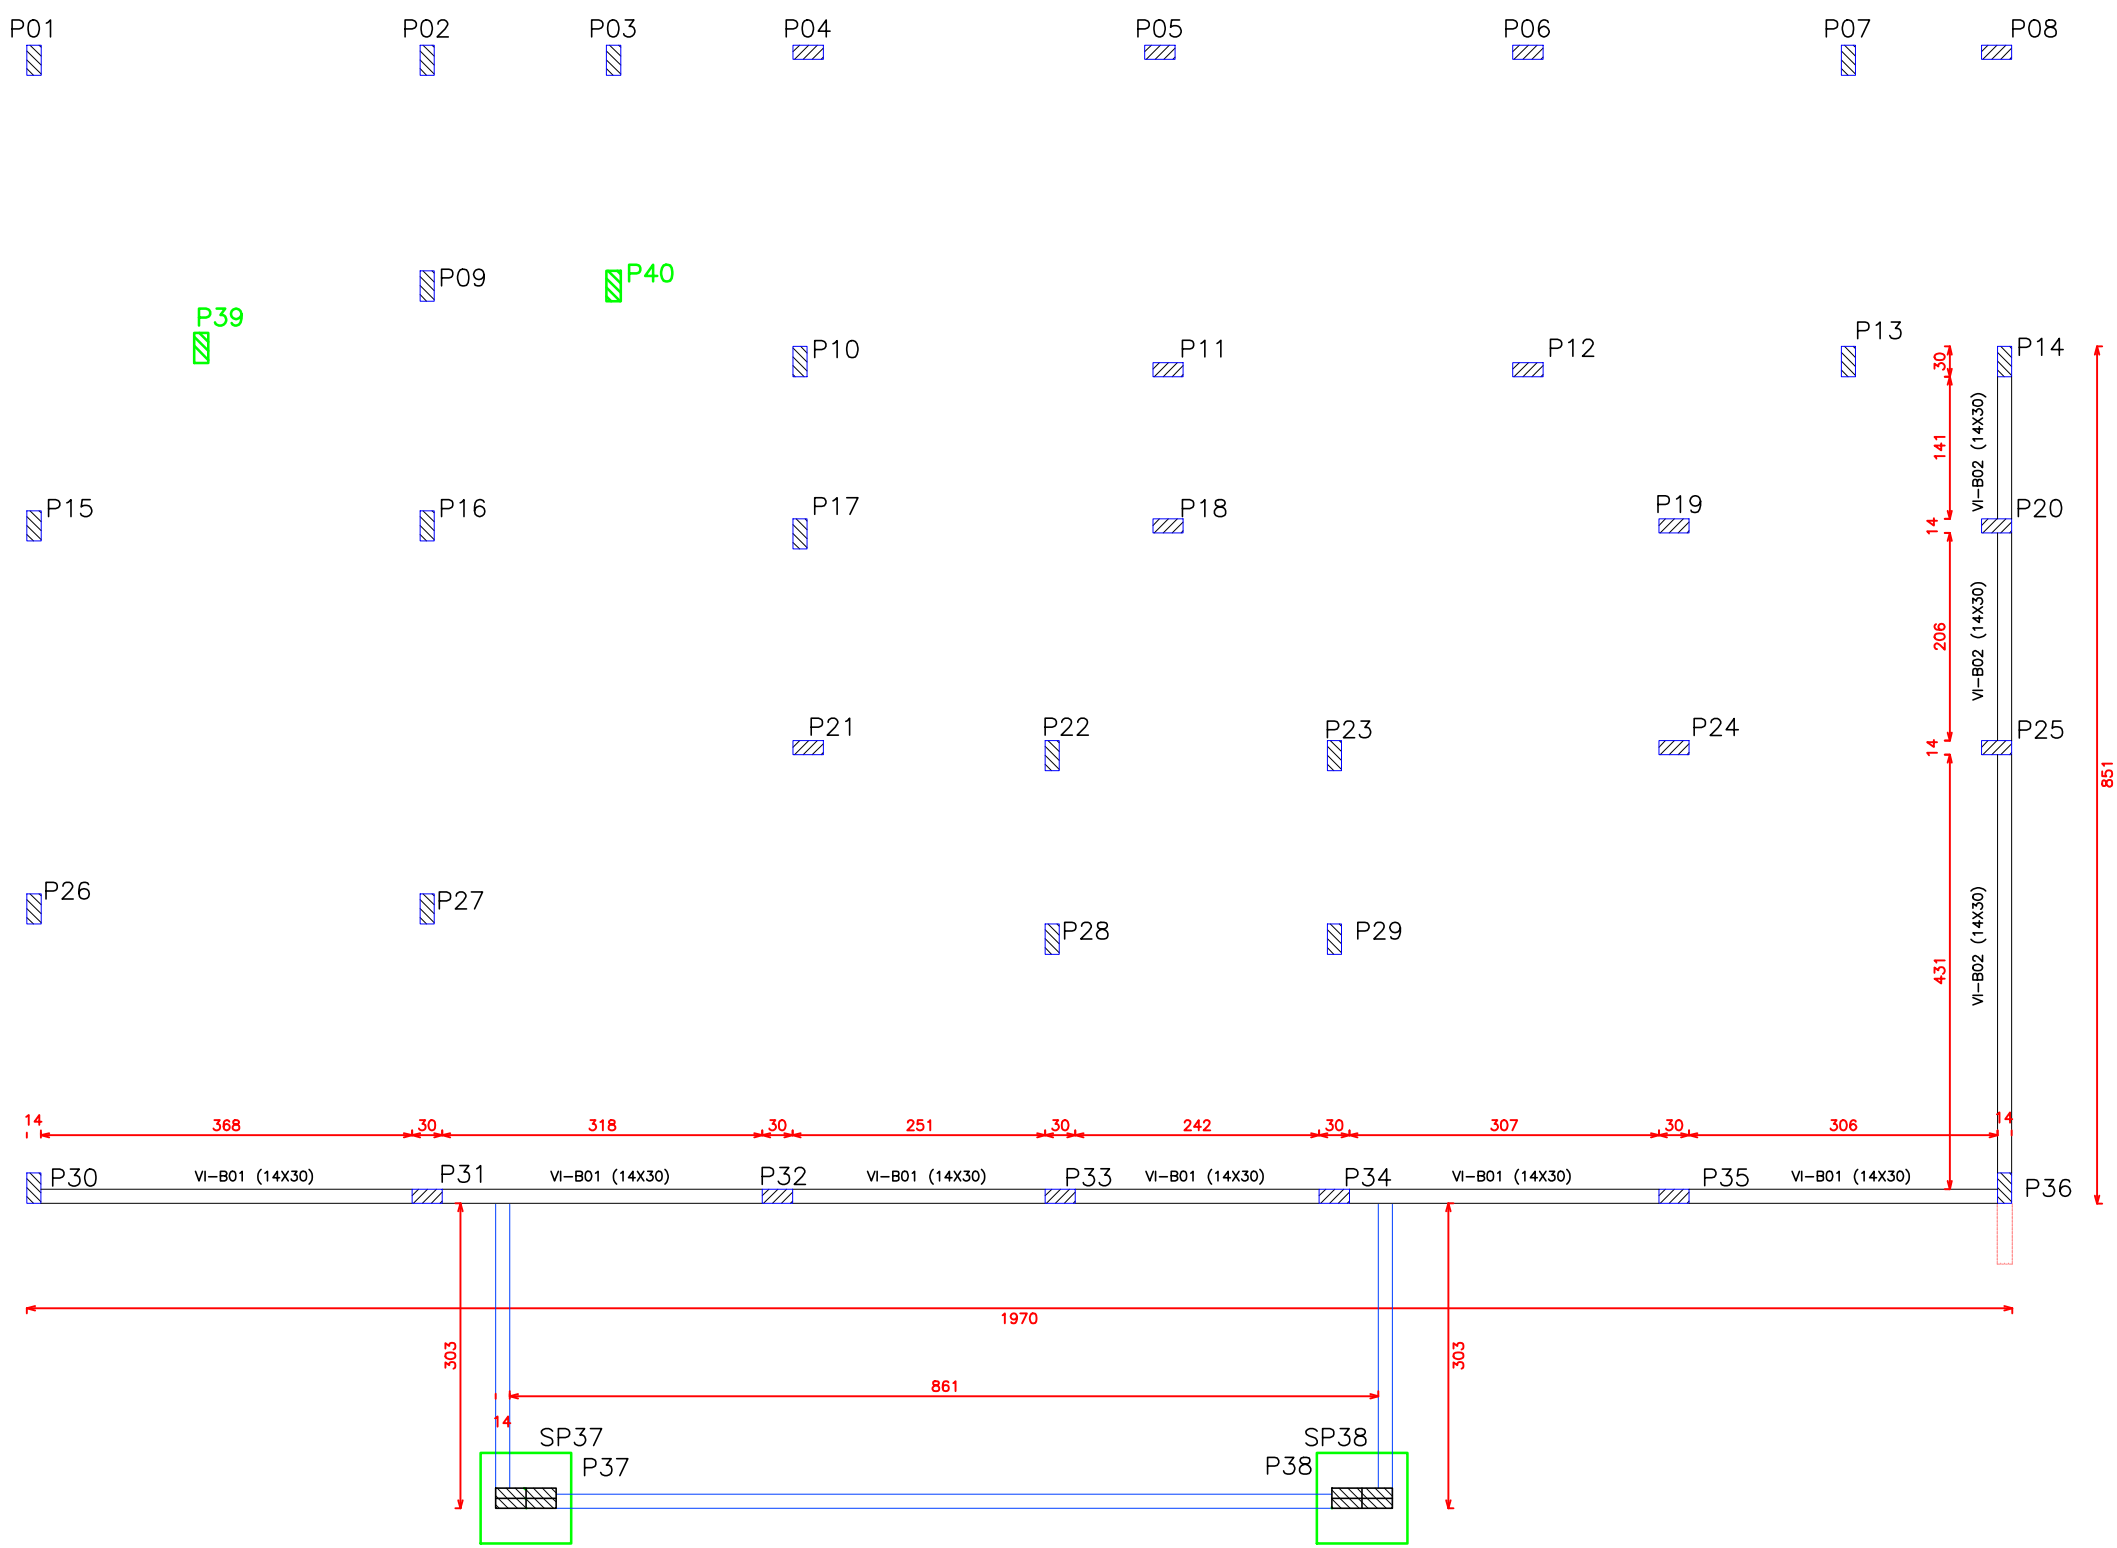 P01
P02
P03
P04
P05
P06
P07
P08
P09
P40
P39
P10
P11
P12
P13
P14
30
141
VI-B02 (14X30)
P15
P16
P17
P18
P19
14
P20
206
VI-B02 (14X30)
P21
P22
P23
P24
14
P25
851
P26
P27
P28
P29
431
VI-B02 (14X30)
14
368
30
318
30
251
30
242
30
307
30
306
14
P30
VI-B01 (14X30)
P31
VI-B01 (14X30)
P32
VI-B01 (14X30)
P33
VI-B01 (14X30)
P34
VI-B01 (14X30)
P35
VI-B01 (14X30)
P36
1970
303
303
861
14
SP37
P37
SP38
P38